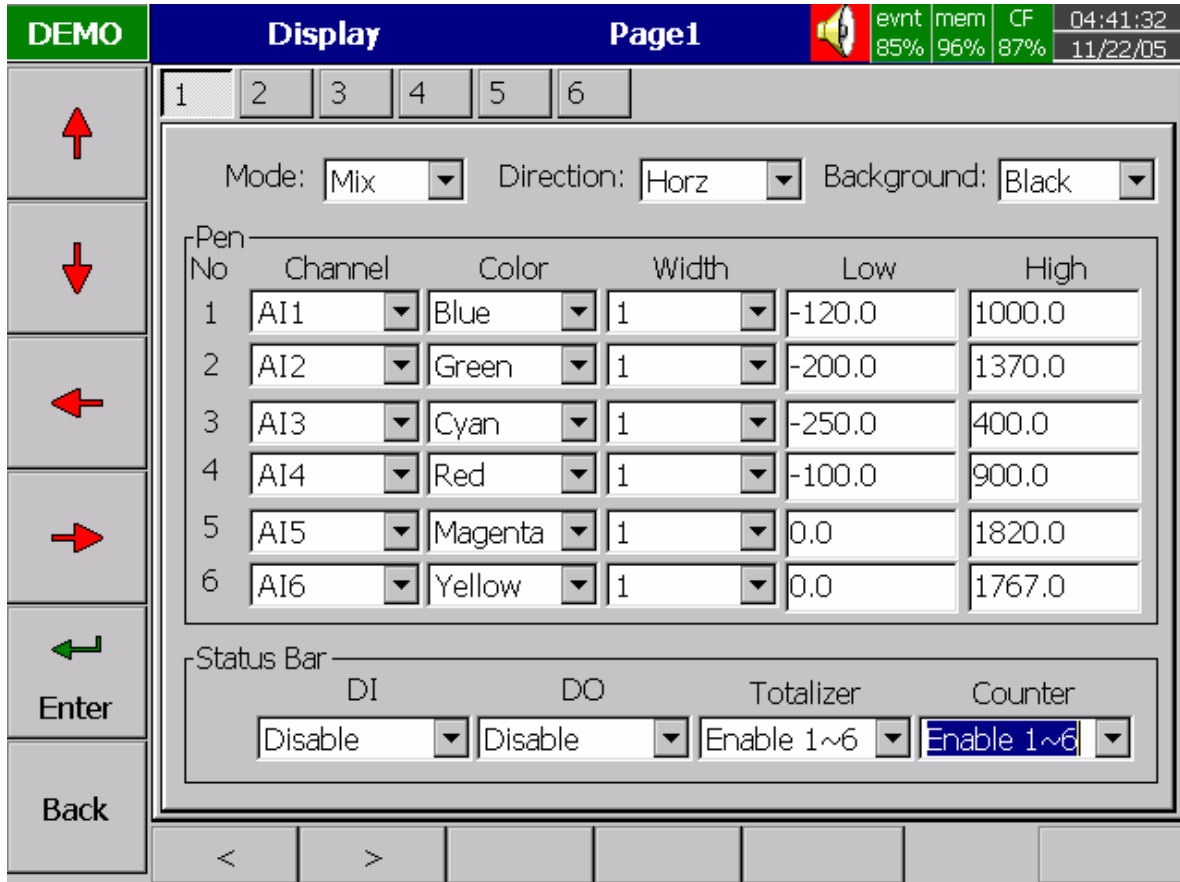 DEMO Display Page1 evnt mem CF 04:41:32
85% 96% 87% 11/22/05
1 2 3 4 5 6
Mode: Mix Direction: Horz Background: Black
Pen
No Channel Color Width Low High
1 AI1 Blue 1 -120.0 1000.0
2 AI2 Green 1 -200.0 1370.0
3 AI3 Cyan 1 -250.0 400.0
4 AI4 Red 1 -100.0 900.0
5 AI5 Magenta 1 0.0 1820.0
6 AI6 Yellow 1 0.0 1767.0
Status Bar
DI DO Totalizer Counter
Disable Disable Enable 1~6 Enable 1~6
Enter
Back
< >